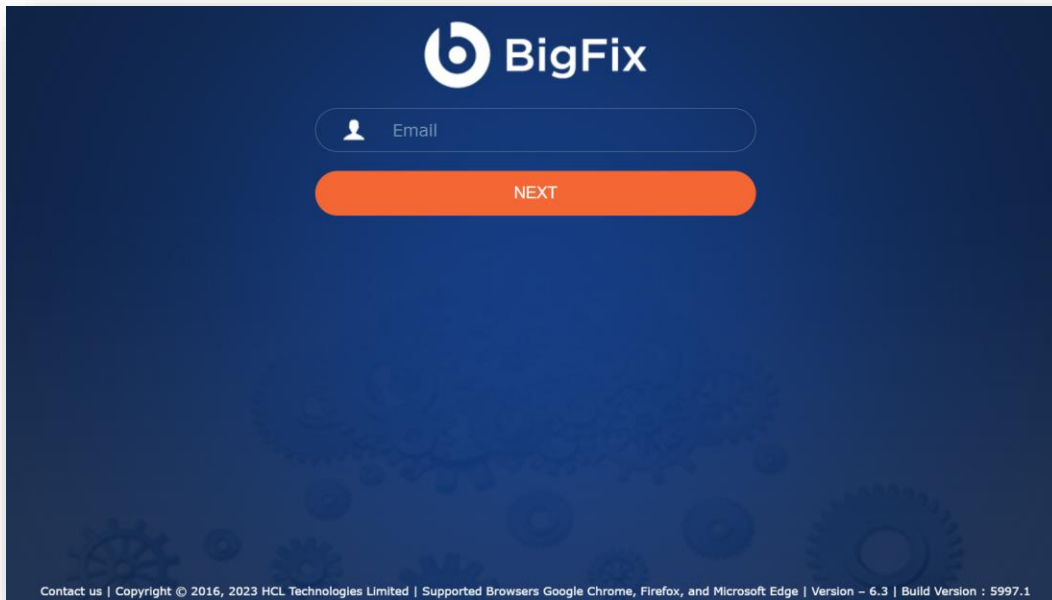 BigFix
Email
NEXT
Contact us | Copyright © 2016, 2023 HCL Technologies Limited | Supported Browsers Google Chrome, Firefox, and Microsoft Edge | Version – 6.3 | Build Version : 5997.1